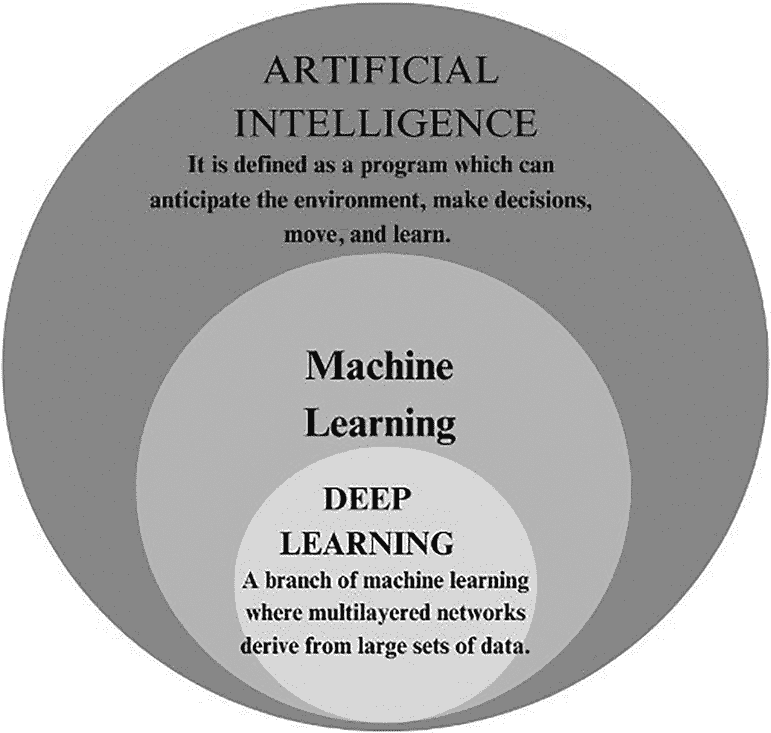 ARTIFICIAL
INTELLIGENCE
It is defined as a program which can
anticipate the environment, make decisions,
move, and learn.
Machine
Learning
DEEP
LEARNING
A branch of machine learning
where multilayered networks
derive from large sets of data.